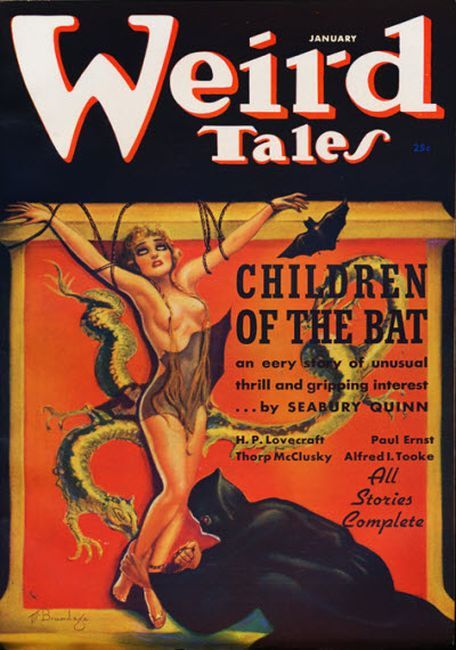 JANUARY
Weird
Tales
25c
CHILDREN
OF THE BAT
an eery story of unusual
thrill and gripping interest
...by SEABURY QUINN
H. P. Lovecraft Paul Ernst
Thorp McClusky Alfred I. Tooke
All
Stories
Complete
M. Brundage